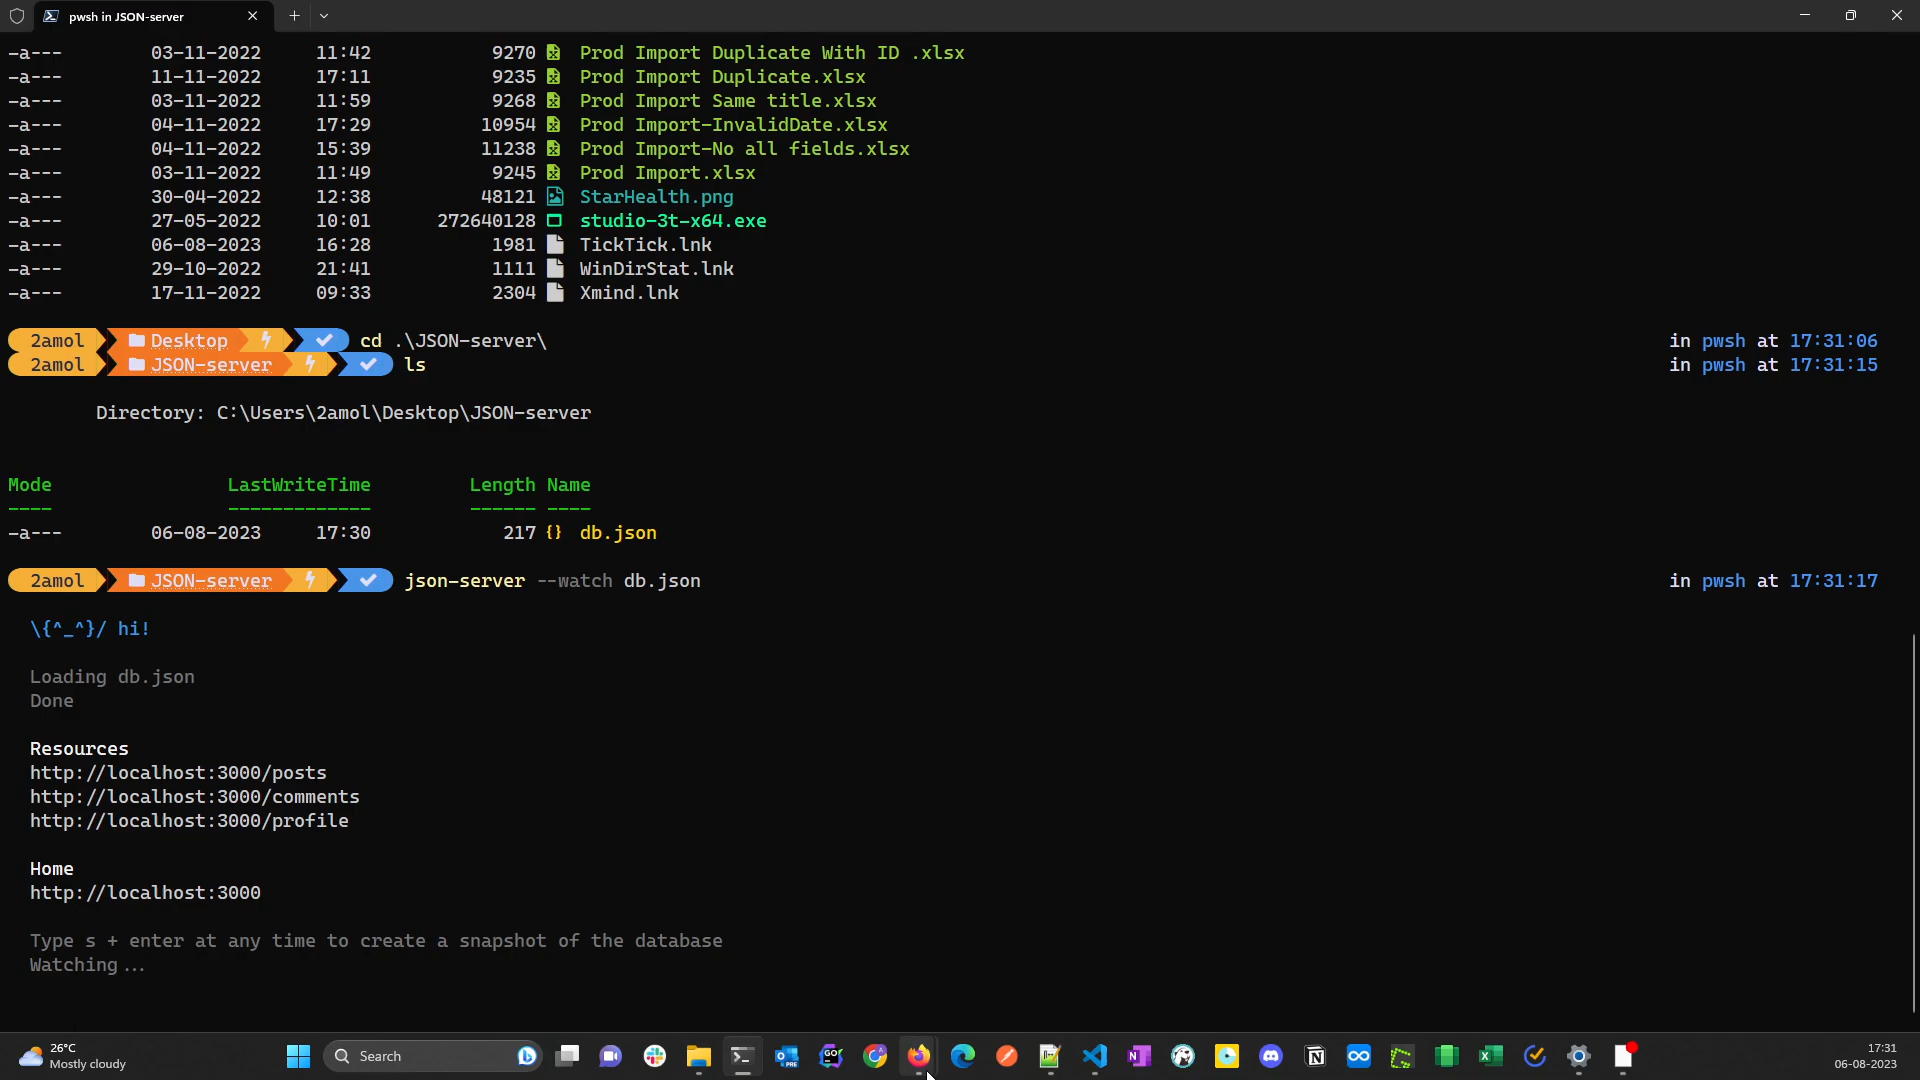 pwsh in JSON-server
-a--- 03-11-2022 11:42 9270 Prod Import Duplicate With ID .xlsx
-a--- 11-11-2022 17:11 9235 Prod Import Duplicate.xlsx
-a--- 03-11-2022 11:59 9268 Prod Import Same title.xlsx
-a--- 04-11-2022 17:29 10954 Prod Import-InvalidDate.xlsx
-a--- 04-11-2022 15:39 11238 Prod Import-No all fields.xlsx
-a--- 03-11-2022 11:49 9245 Prod Import.xlsx
-a--- 30-04-2022 12:38 48121 StarHealth.png
-a--- 27-05-2022 10:01 272640128 studio-3t-x64.exe
-a--- 06-08-2023 16:28 1981 TickTick.lnk
-a--- 29-10-2022 21:41 1111 WinDirStat.lnk
-a--- 17-11-2022 09:33 2304 Xmind.lnk
2amol Desktop cd .\JSON-server\ in pwsh at 17:31:06
2amol JSON-server ls in pwsh at 17:31:15
Directory: C:\Users\2amol\Desktop\JSON-server
Mode LastWriteTime Length Name
---- ------------- ------ ----
-a--- 06-08-2023 17:30 217 {} db.json
2amol JSON-server json-server --watch db.json in pwsh at 17:31:17
\{^_^}/ hi!
Loading db.json
Done
Resources
http://localhost:3000/posts
http://localhost:3000/comments
http://localhost:3000/profile
Home
http://localhost:3000
Type s + enter at any time to create a snapshot of the database
Watching...
26°C
Mostly cloudy
Search
PRE
GO
17:31
06-08-2023